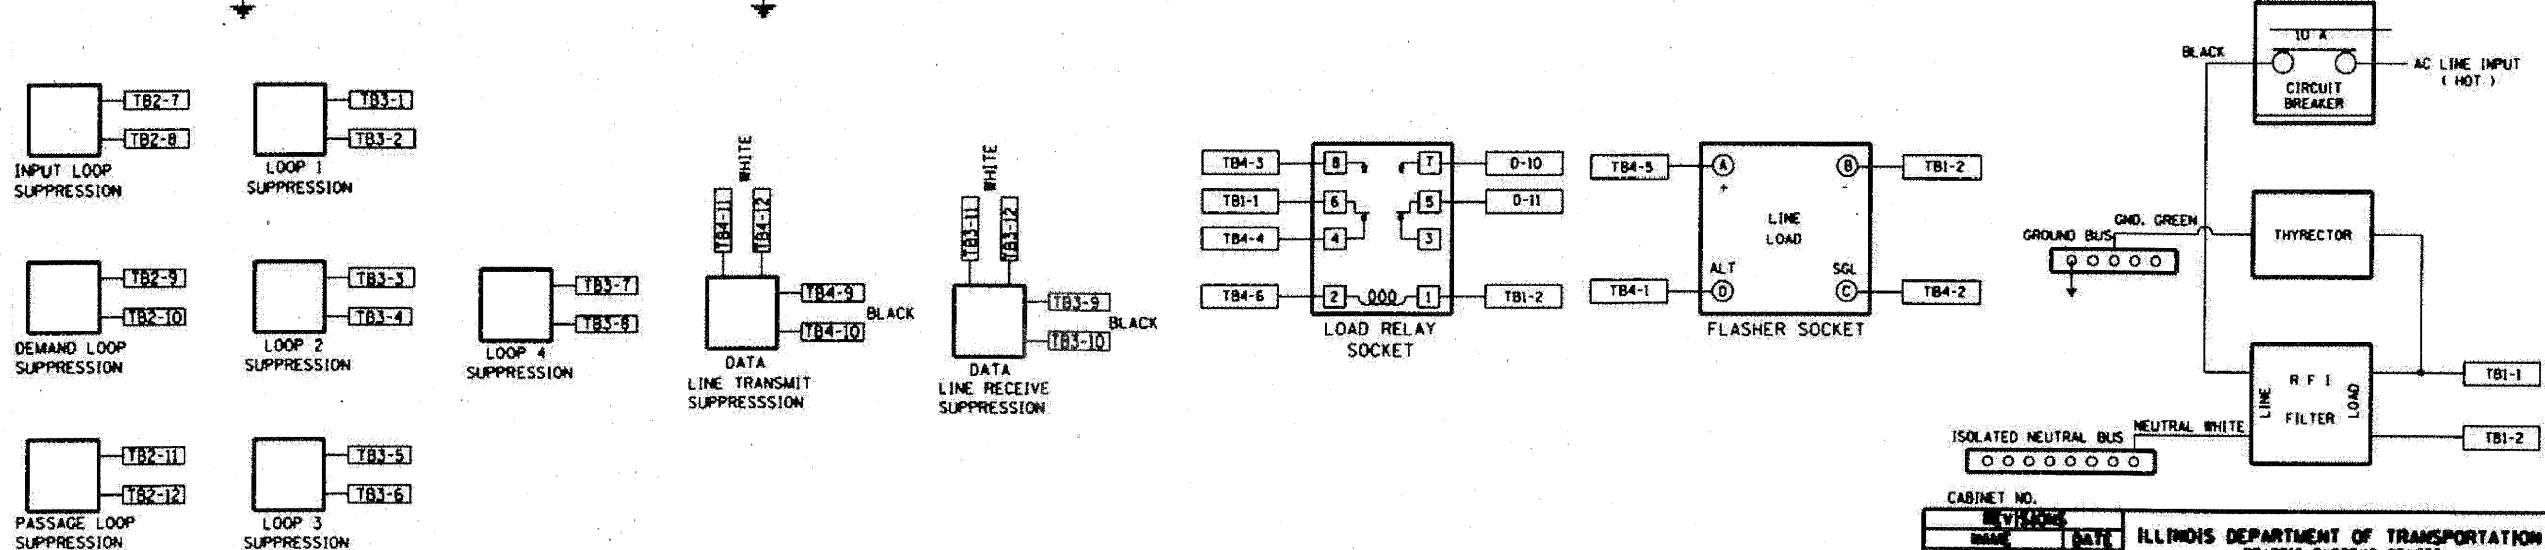 TB2-7
TB2-8
INPUT LOOP
SUPPRESSION
TB3-1
TB3-2
LOOP 1
SUPPRESSION
TB2-9
TB2-10
DEMAND LOOP
SUPPRESSION
TB3-3
TB3-4
LOOP 2
SUPPRESSION
TB2-11
TB2-12
PASSAGE LOOP
SUPPRESSION
TB3-5
TB3-6
LOOP 3
SUPPRESSION
TB3-7
TB3-8
LOOP 4
SUPPRESSION
WHITE
TB4-11
TB4-12
TB4-9
TB4-10
BLACK
DATA
LINE TRANSMIT
SUPPRESSSION
WHITE
TB3-11
TB3-12
TB3-9
TB3-10
BLACK
DATA
LINE RECEIVE
SUPPRESSION
TB4-3
8
7
D-10
TB1-1
6
5
D-11
TB4-4
4
3
TB4-6
2
1
TB1-2
LOAD RELAY
SOCKET
TB4-5
A
+
B
-
TB1-2
LINE
LOAD
ALT
SGL
TB4-1
D
C
TB4-2
FLASHER SOCKET
BLACK
10 A
CIRCUIT
BREAKER
AC LINE INPUT
( HOT )
GND. GREEN
GROUND BUS
THYRECTOR
R F I
FILTER
LINE
LOAD
TB1-1
TB1-2
NEUTRAL WHITE
ISOLATED NEUTRAL BUS
CABINET NO.
REVISIONS
NAME
DATE
ILLINOIS DEPARTMENT OF TRANSPORTATION